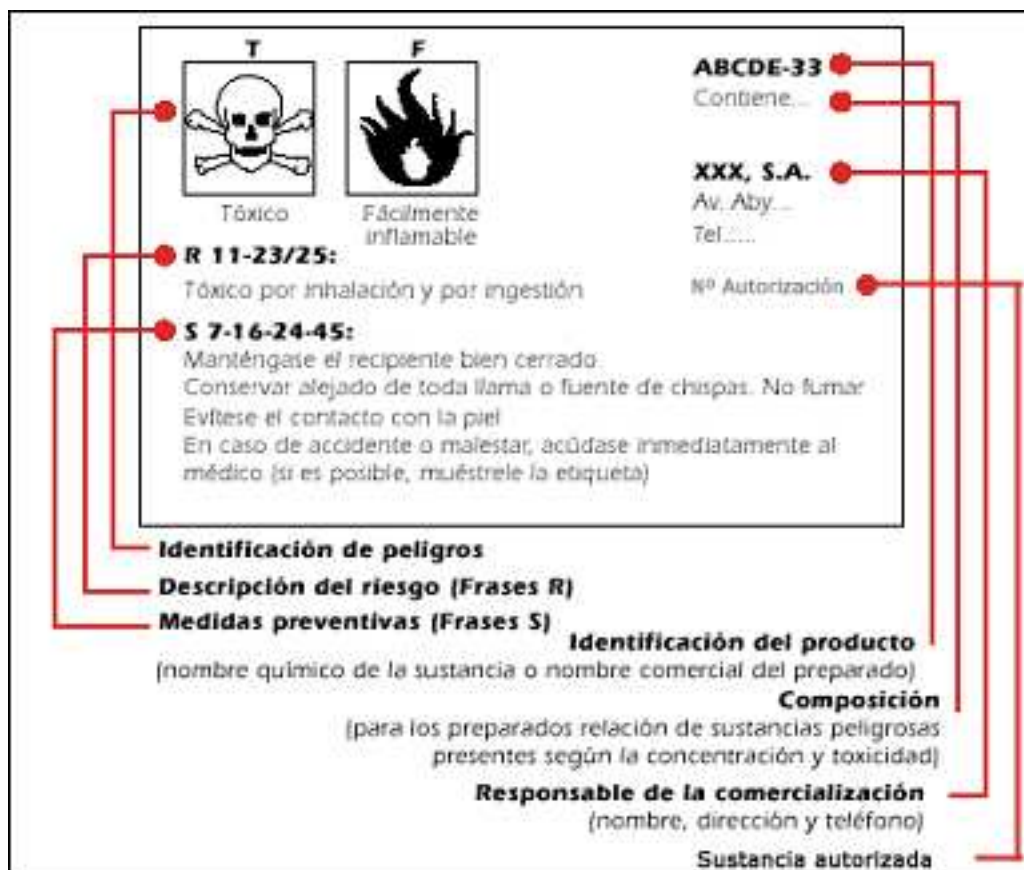 T
F
Tóxico
Fácilmente
inflamable
R 11-23/25:
Tóxico por inhalación y por ingestión
S 7-16-24-45:
Manténgase el recipiente bien cerrado
Conservar alejado de toda llama o fuente de chispas. No fumar
Evítese el contacto con la piel
En caso de accidente o malestar, acúdase inmediatamente al
médico (si es posible, muéstrele la etiqueta)
ABCDE-33
Contiene...
XXX, S.A.
Av. Aby...
Tel.....
Nº Autorización
Identificación de peligros
Descripción del riesgo (Frases R)
Medidas preventivas (Frases S)
Identificación del producto
(nombre químico de la sustancia o nombre comercial del preparado)
Composición
(para los preparados relación de sustancias peligrosas
presentes según la concentración y toxicidad)
Responsable de la comercialización
(nombre, dirección y teléfono)
Sustancia autorizada